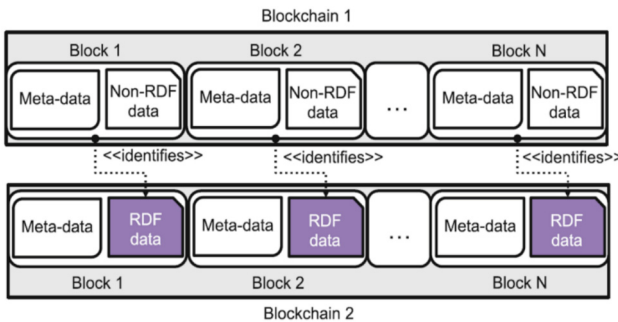 Blockchain 1
Block 1 Block 2 Block N
Meta-data Non-RDF data Meta-data Non-RDF data ... Meta-data Non-RDF data
<<identifies>> <<identifies>> <<identifies>>
Meta-data RDF data Meta-data RDF data ... Meta-data RDF data
Block 1 Block 2 Block N
Blockchain 2